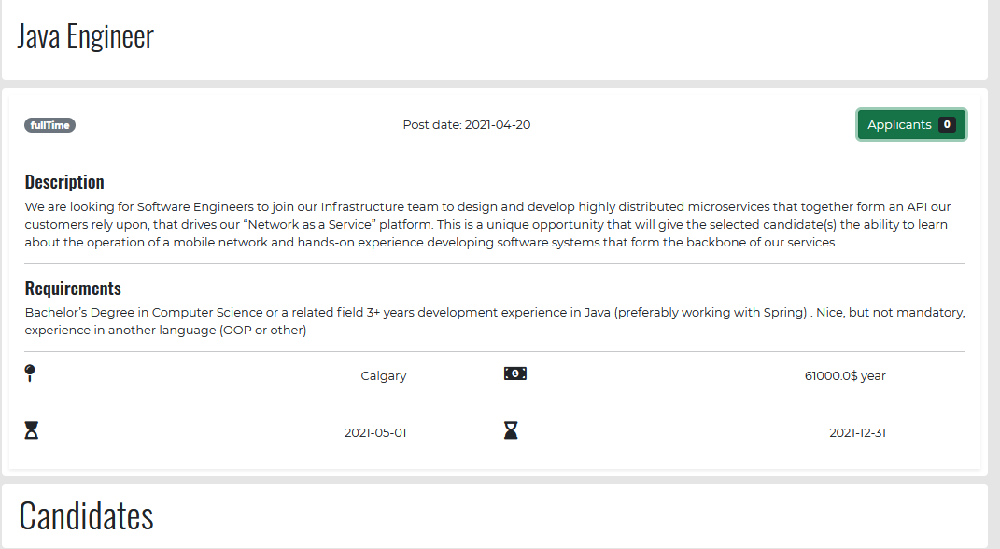 Java Engineer
fullTime
Post date: 2021-04-20
Applicants 0
Description
We are looking for Software Engineers to join our Infrastructure team to design and develop highly distributed microservices that together form an API our
customers rely upon, that drives our “Network as a Service” platform. This is a unique opportunity that will give the selected candidate(s) the ability to learn
about the operation of a mobile network and hands-on experience developing software systems that form the backbone of our services.
Requirements
Bachelor’s Degree in Computer Science or a related field 3+ years development experience in Java (preferably working with Spring) . Nice, but not mandatory,
experience in another language (OOP or other)
Calgary
61000.0$ year
2021-05-01
2021-12-31
Candidates